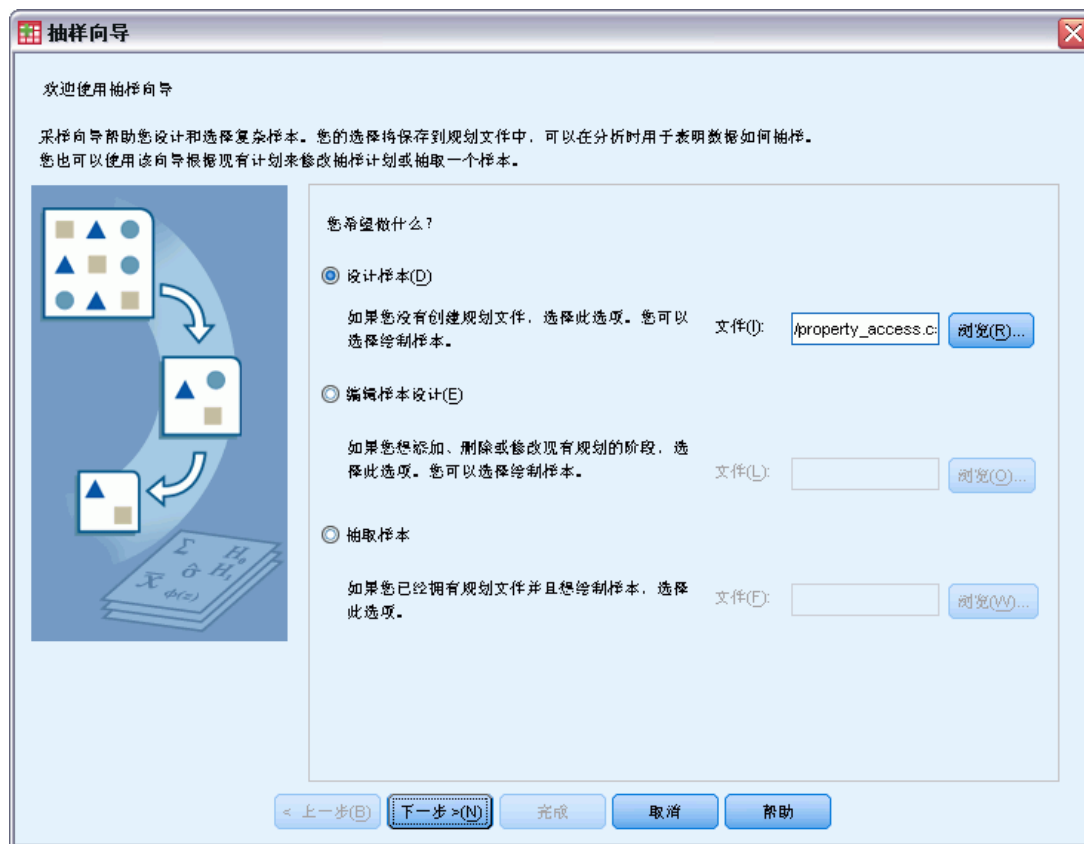 抽样向导
欢迎使用抽样向导
采样向导帮助您设计和选择复杂样本。您的选择将保存到规划文件中，可以在分析时用于表明数据如何抽样。
您也可以使用该向导根据现有计划来修改抽样计划或抽取一个样本。
您希望做什么？
设计样本(D)
如果您没有创建规划文件，选择此选项。您可以
选择绘制样本。
文件(I): /property_access.c 浏览(R)...
编辑样本设计(E)
如果您想添加、删除或修改现有规划的阶段，选
择此选项。您可以选择绘制样本。
文件(L): 浏览(O)...
抽取样本
如果您已经拥有规划文件并且想绘制样本，选择
此选项。
文件(F): 浏览(W)...
Σ H₀
x̄ σ̂ H₁
ϕ(z)
< 上一步(B) 下一步 >(N) 完成 取消 帮助